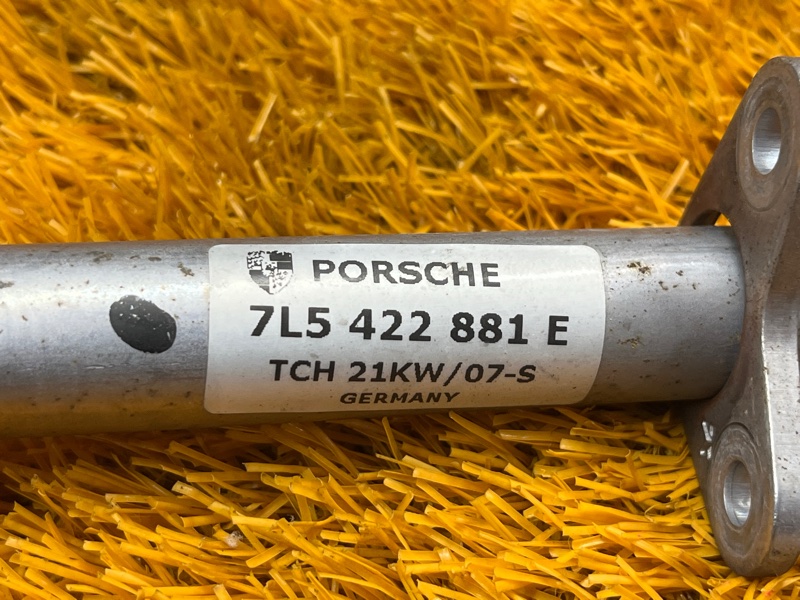 PORSCHE
7L5 422 881 E
TCH 21KW/07-S
GERMANY